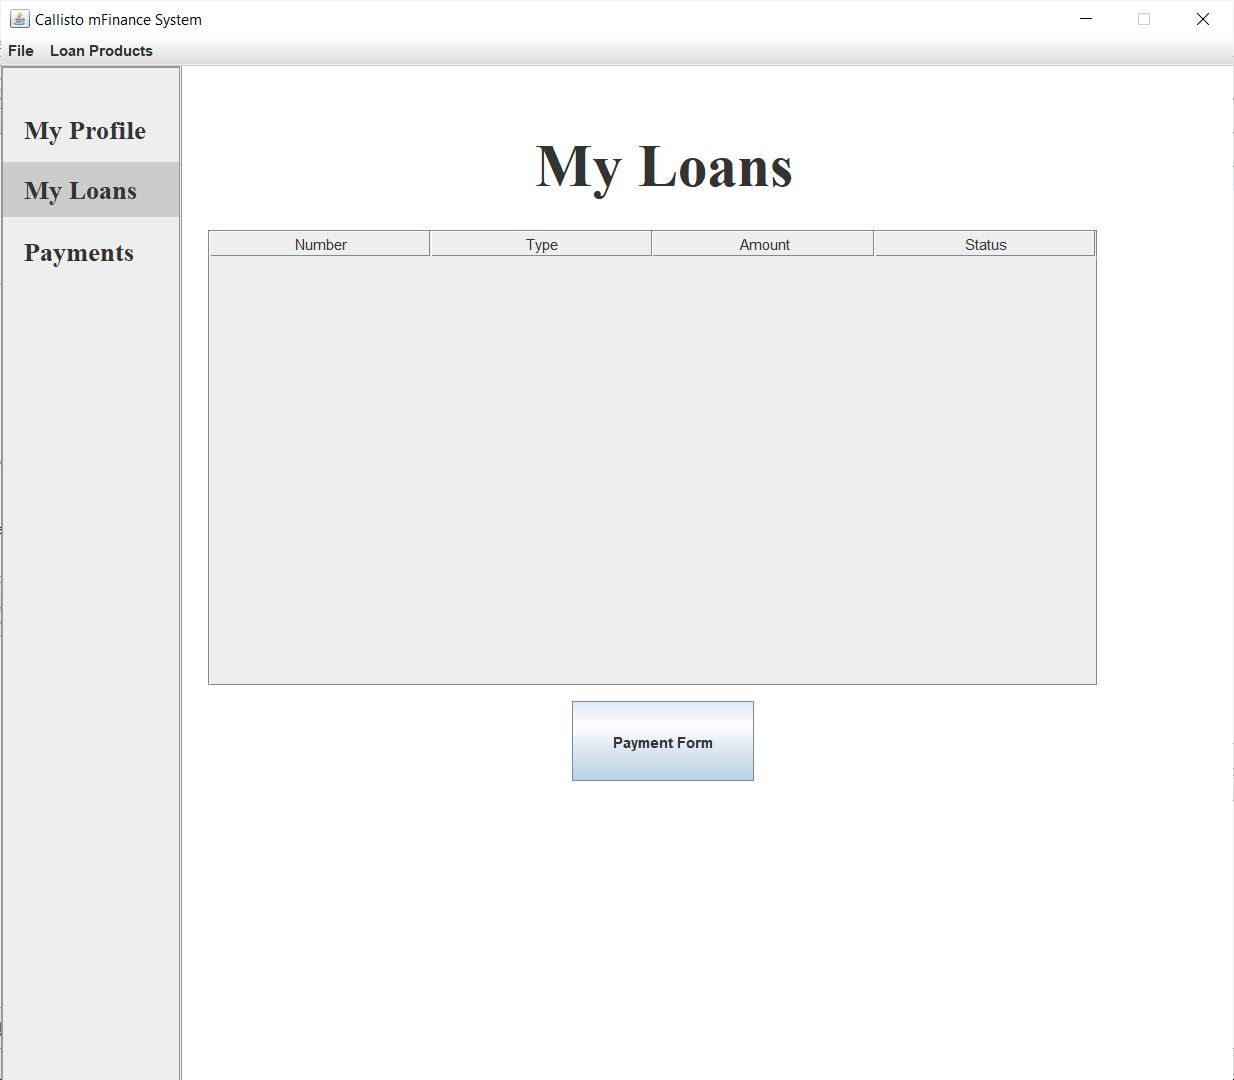 Callisto mFinance System
File Loan Products
My Profile
My Loans
Payments
My Loans
Number Type Amount Status
Payment Form